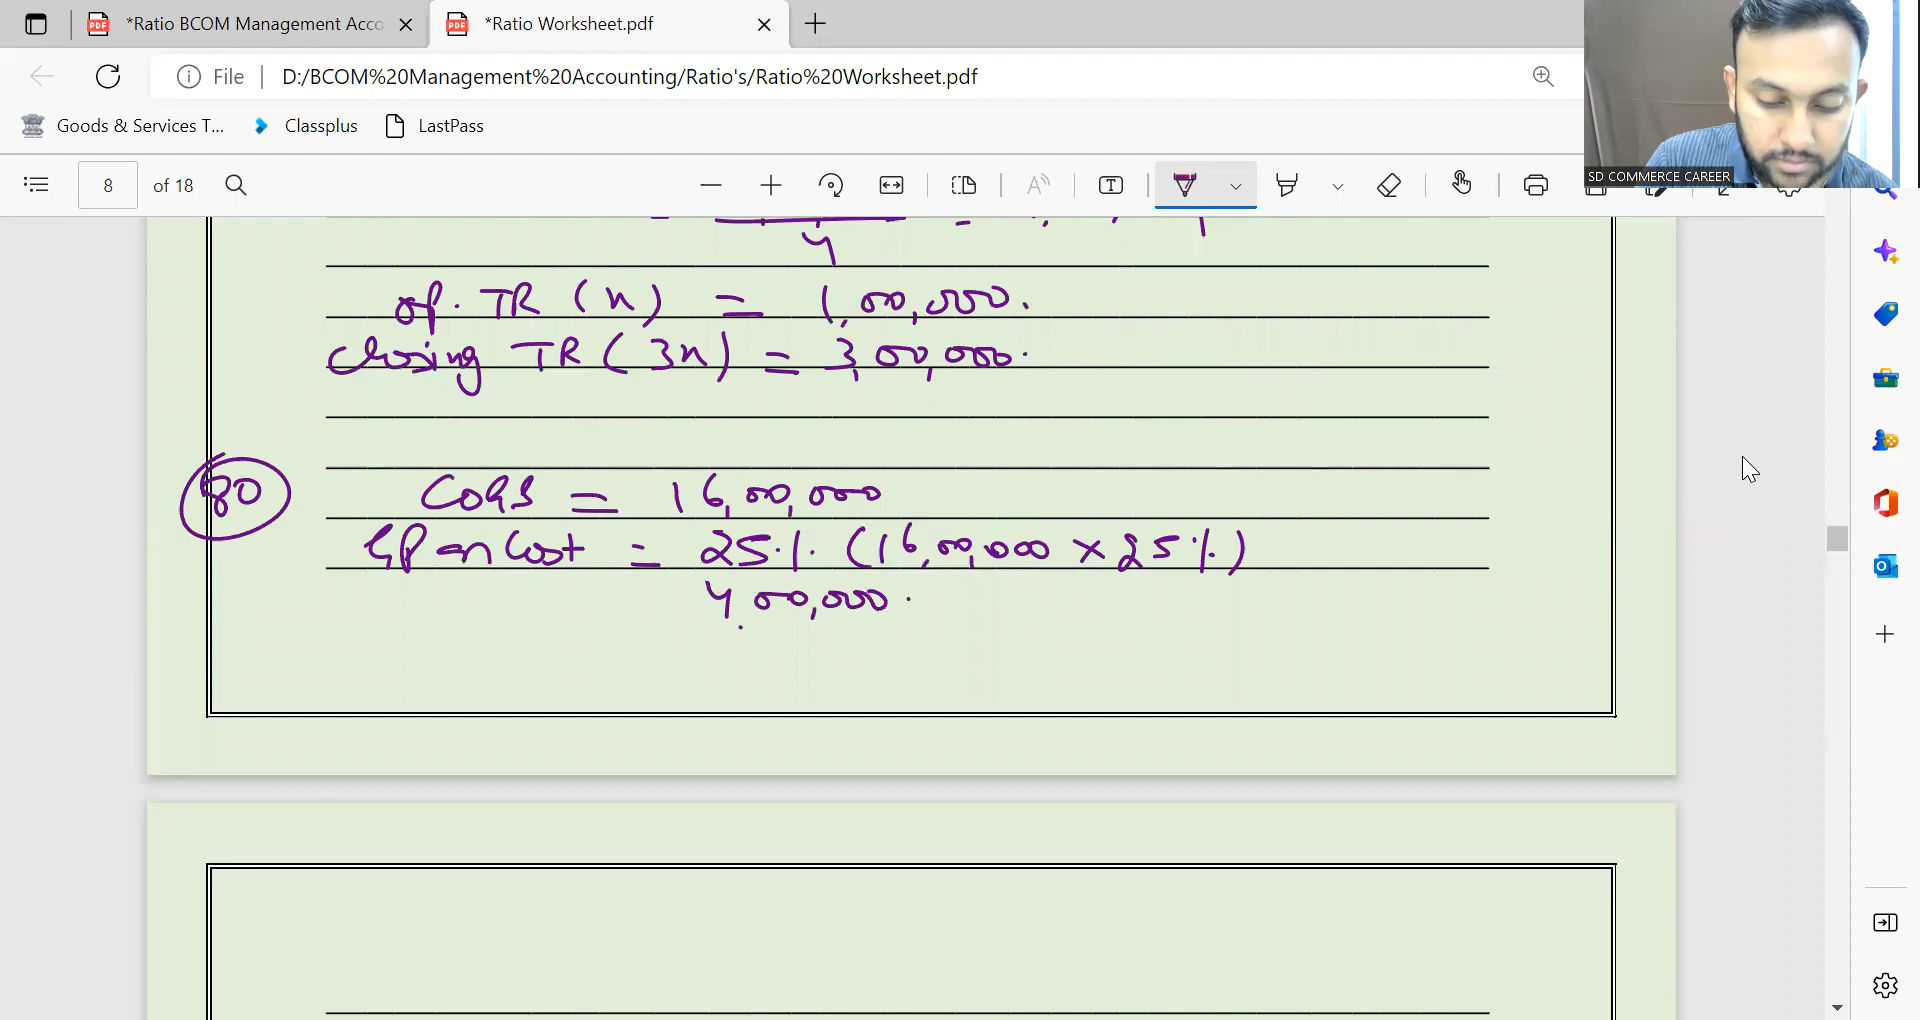 *Ratio BCOM Management Acco
*Ratio Worksheet.pdf
File
D:/BCOM%20Management%20Accounting/Ratio's/Ratio%20Worksheet.pdf
Goods & Services T...
Classplus
LastPass
8 of 18
SD COMMERCE CAREER
4
op. TR (x) = 1,00,000.
Closing TR (3x) = 3,00,000.
80
COGS = 16,00,000
GP on Cost = 25% (16,00,000 × 25%)
4,00,000.